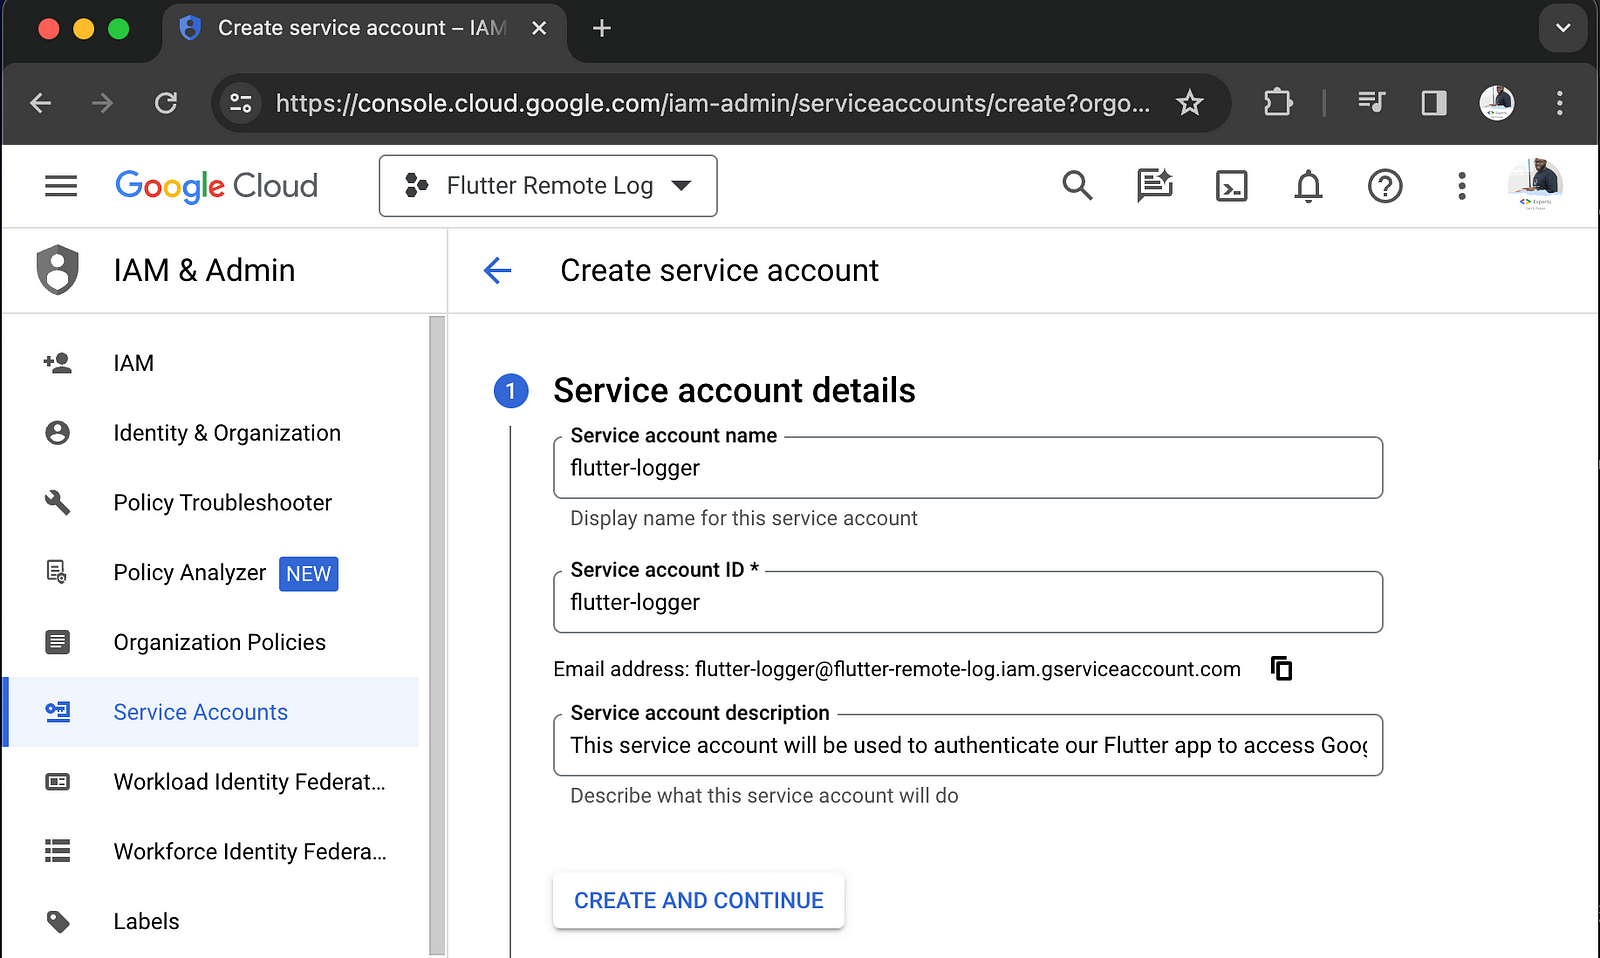 Create service account – IAM
https://console.cloud.google.com/iam-admin/serviceaccounts/create?orgo...
Google Cloud
Flutter Remote Log
IAM & Admin
Create service account
IAM
Identity & Organization
Policy Troubleshooter
Policy Analyzer NEW
Organization Policies
Service Accounts
Workload Identity Federat...
Workforce Identity Federa...
Labels
1 Service account details
Service account name
flutter-logger
Display name for this service account
Service account ID *
flutter-logger
Email address: flutter-logger@flutter-remote-log.iam.gserviceaccount.com
Service account description
This service account will be used to authenticate our Flutter app to access Goog
Describe what this service account will do
CREATE AND CONTINUE